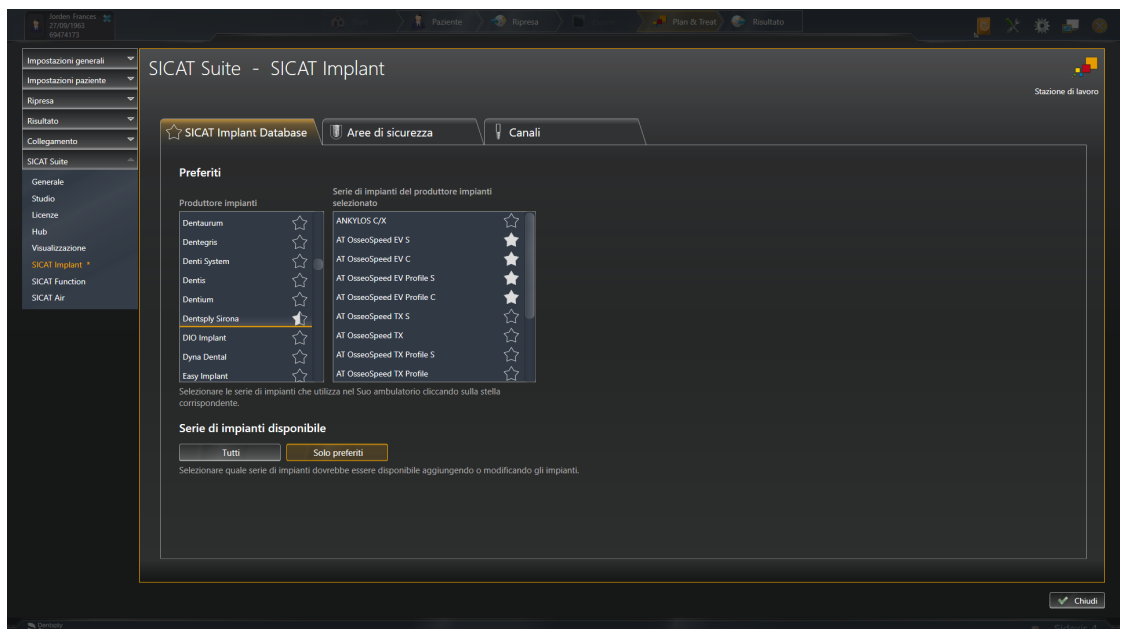 Jorden Frances
27/09/1963
69474173
Paziente
Ripresa
Plan & Treat
Risultato
Impostazioni generali
Impostazioni paziente
Ripresa
Risultato
Collegamento
SICAT Suite
Generale
Studio
Licenze
Hub
Visualizzazione
SICAT Implant *
SICAT Function
SICAT Air
SICAT Suite - SICAT Implant
Stazione di lavoro
SICAT Implant Database
Aree di sicurezza
Canali
Preferiti
Produttore impianti
Dentaurum
Dentegris
Denti System
Dentis
Dentium
Dentsply Sirona
DIO Implant
Dyna Dental
Easy Implant
Serie di impianti del produttore impianti
selezionato
ANKYLOS C/X
AT OsseoSpeed EV S
AT OsseoSpeed EV C
AT OsseoSpeed EV Profile S
AT OsseoSpeed EV Profile C
AT OsseoSpeed TX S
AT OsseoSpeed TX
AT OsseoSpeed TX Profile S
AT OsseoSpeed TX Profile
Selezionare le serie di impianti che utilizza nel Suo ambulatorio cliccando sulla stella
corrispondente.
Serie di impianti disponibile
Tutti
Solo preferiti
Selezionare quale serie di impianti dovrebbe essere disponibile aggiungendo o modificando gli impianti.
Chiudi
Dentsply
Sidexis 4